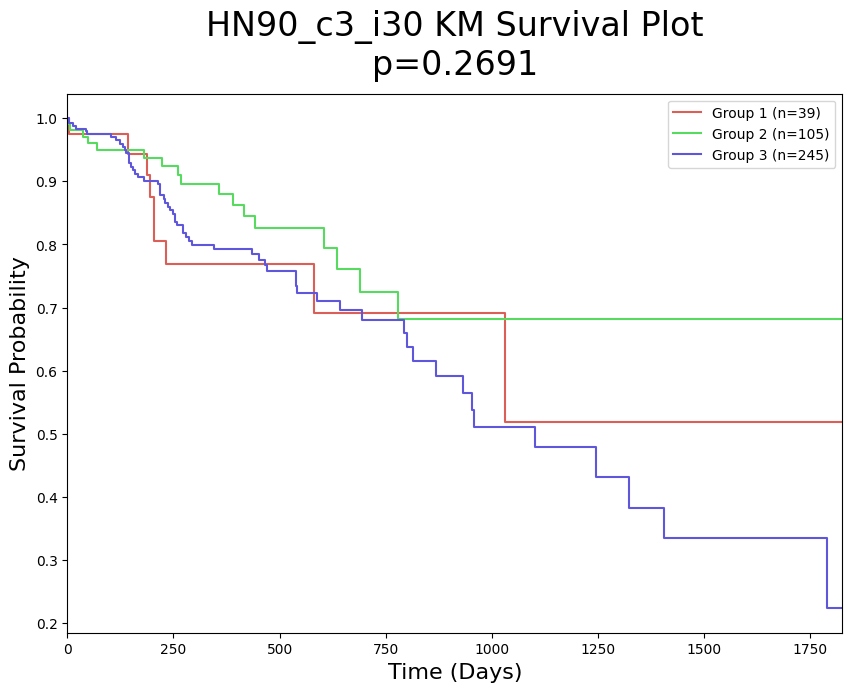 HN90_c3_i30 KM Survival Plot
p=0.2691
Group 1 (n=39)
Group 2 (n=105)
Group 3 (n=245)
Survival Probability
1.0
0.9
0.8
0.7
0.6
0.5
0.4
0.3
0.2
0
250
500
750
1000
1250
1500
1750
Time (Days)